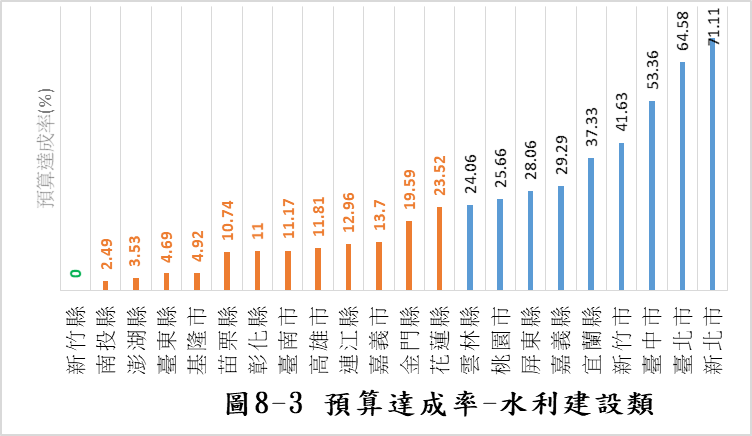 預算達成率(%)
0
2.49
3.53
4.69
4.92
10.74
11
11.17
11.81
12.96
13.7
19.59
23.52
24.06
25.66
28.06
29.29
37.33
41.63
53.36
64.58
71.11
新竹縣
南投縣
澎湖縣
臺東縣
基隆市
苗栗縣
彰化縣
臺南市
高雄市
連江縣
嘉義市
金門縣
花蓮縣
雲林縣
桃園市
屏東縣
嘉義縣
宜蘭縣
新竹市
臺中市
臺北市
新北市
圖8-3 預算達成率-水利建設類